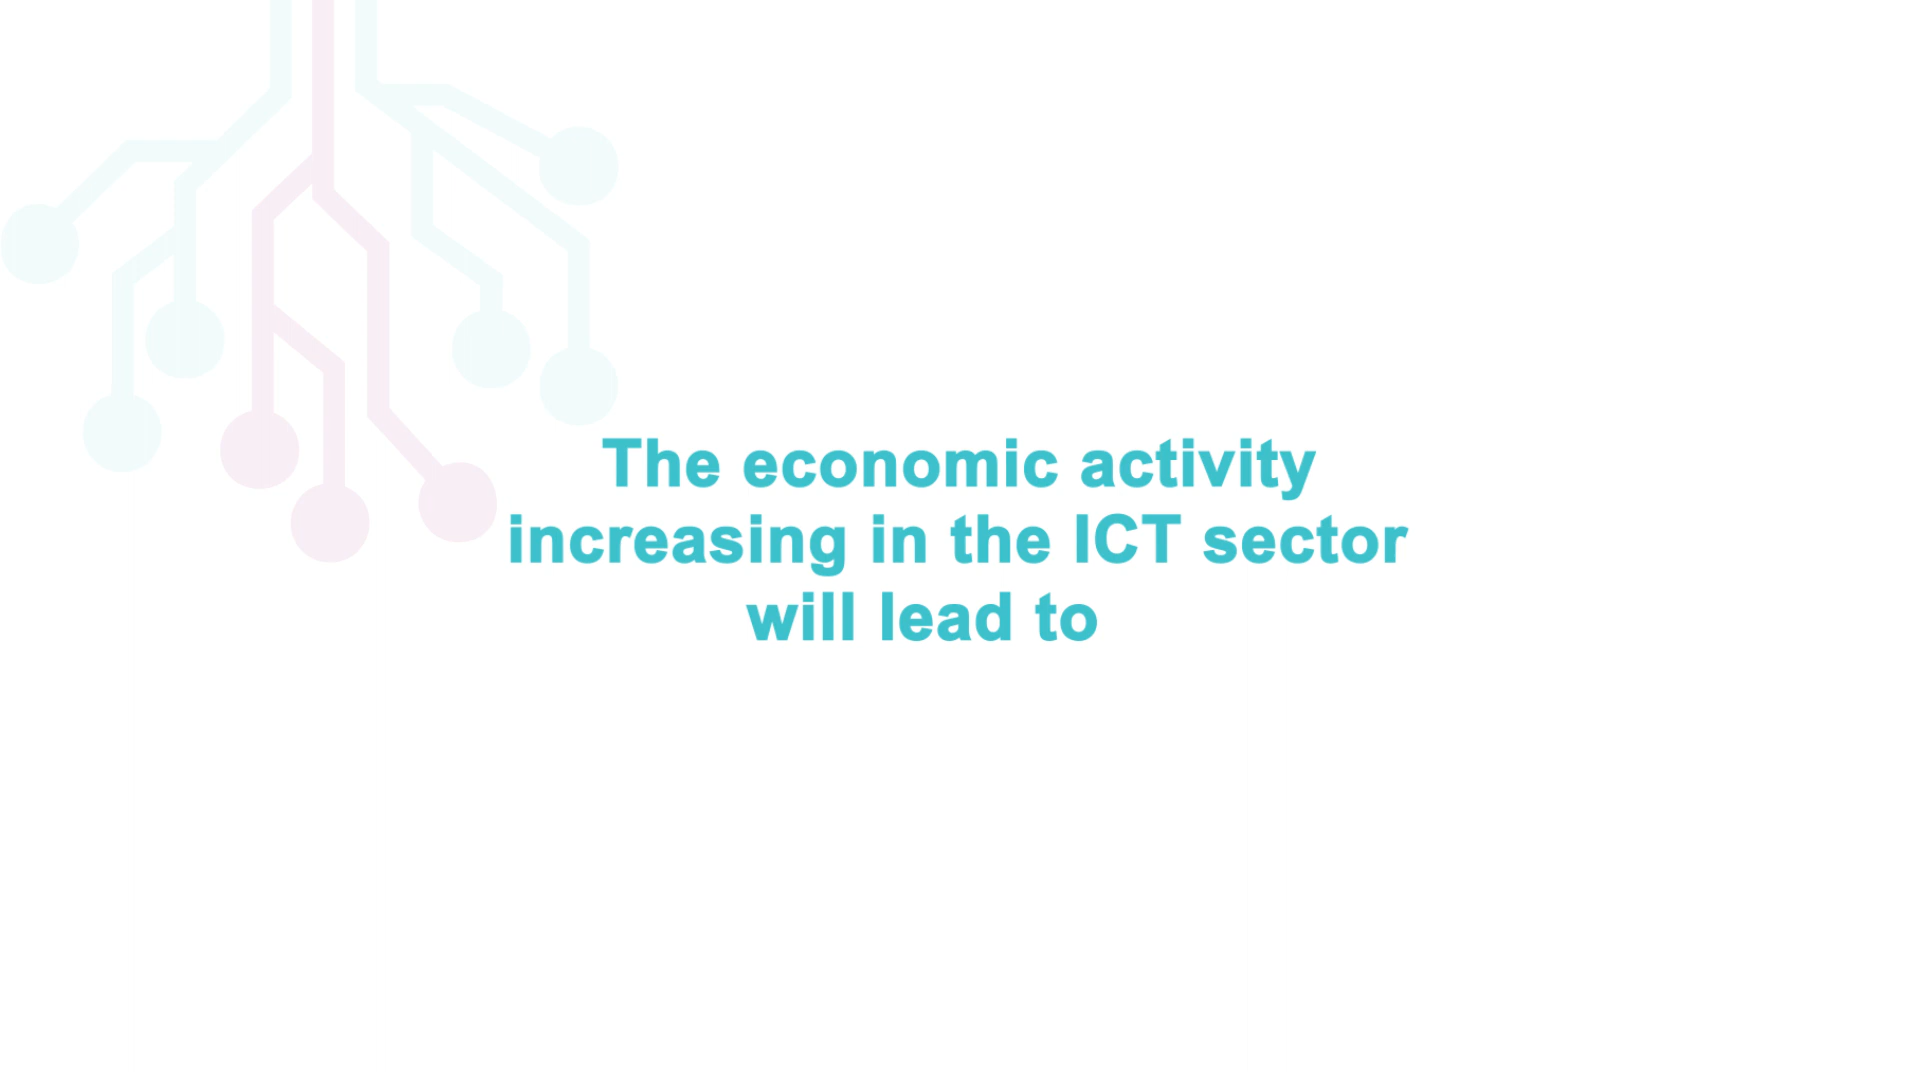 The economic activity
increasing in the ICT sector
will lead to